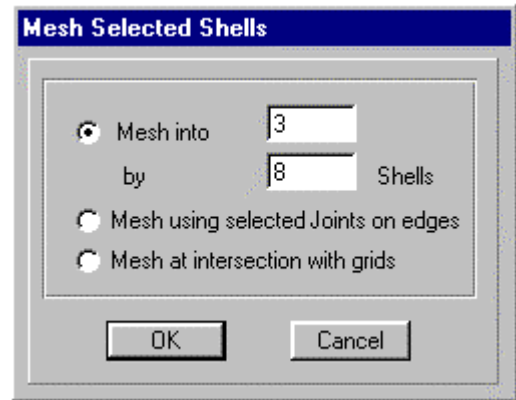 Mesh Selected Shells
Mesh into 3
by 8 Shells
Mesh using selected Joints on edges
Mesh at intersection with grids
OK Cancel